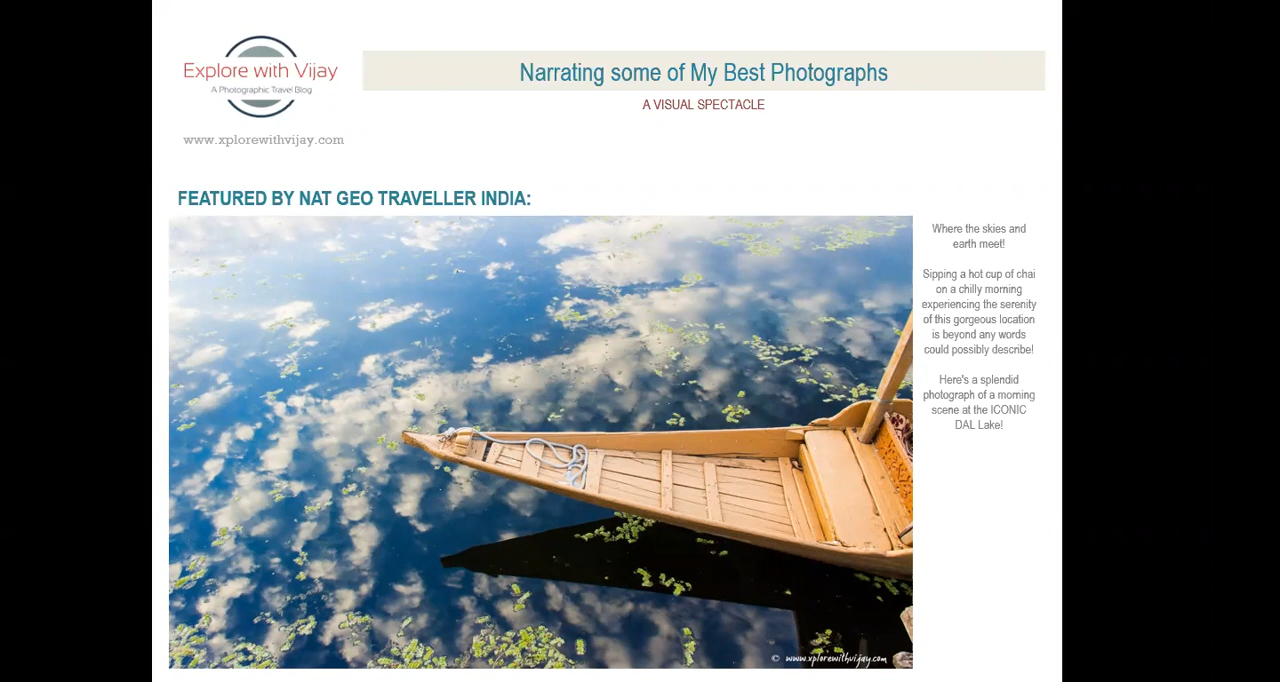 Explore with Vijay
A Photographic Travel Blog
www.xplorewithvijay.com
Narrating some of My Best Photographs
A VISUAL SPECTACLE
FEATURED BY NAT GEO TRAVELLER INDIA:
Where the skies and
earth meet!
Sipping a hot cup of chai
on a chilly morning
experiencing the serenity
of this gorgeous location
is beyond any words
could possibly describe!
Here's a splendid
photograph of a morning
scene at the ICONIC
DAL Lake!
© www.xplorewithvijay.com